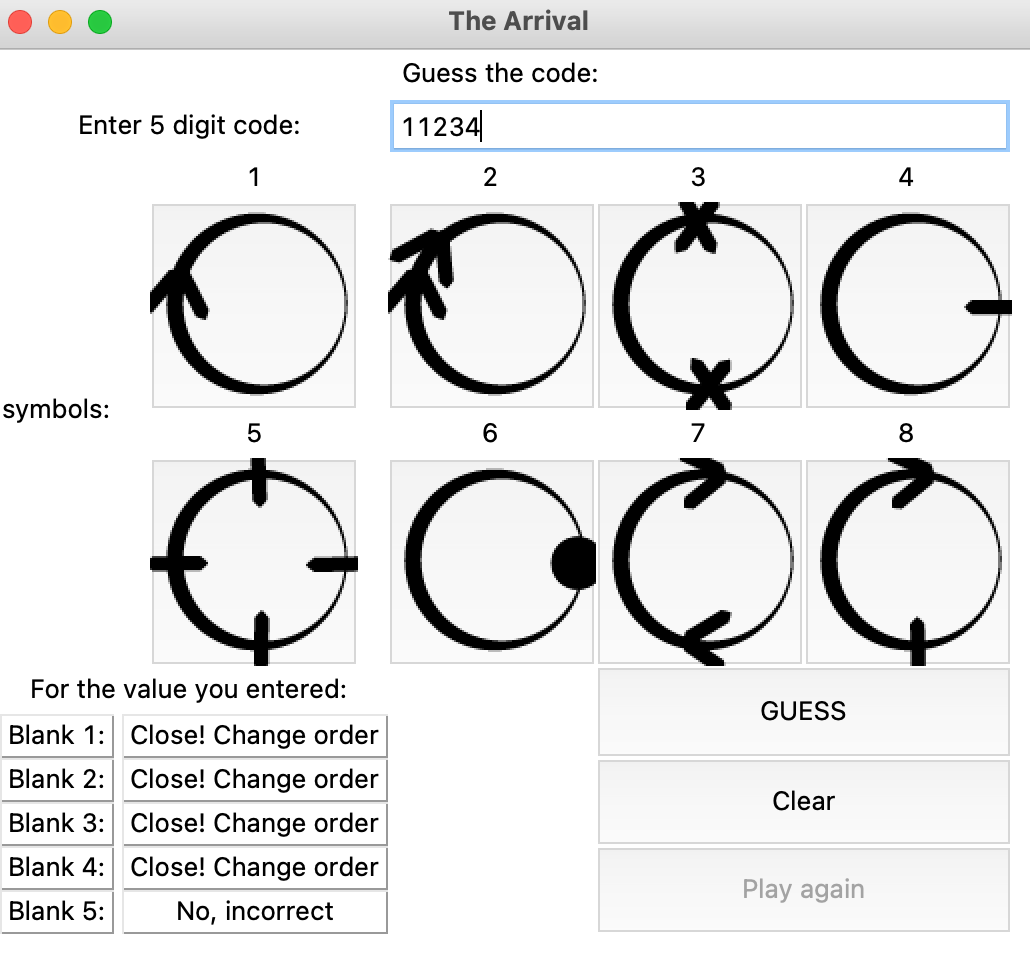 The Arrival
Guess the code:
Enter 5 digit code: 11234
1 2 3 4
symbols:
5 6 7 8
For the value you entered:
Blank 1: Close! Change order
Blank 2: Close! Change order
Blank 3: Close! Change order
Blank 4: Close! Change order
Blank 5: No, incorrect
GUESS
Clear
Play again